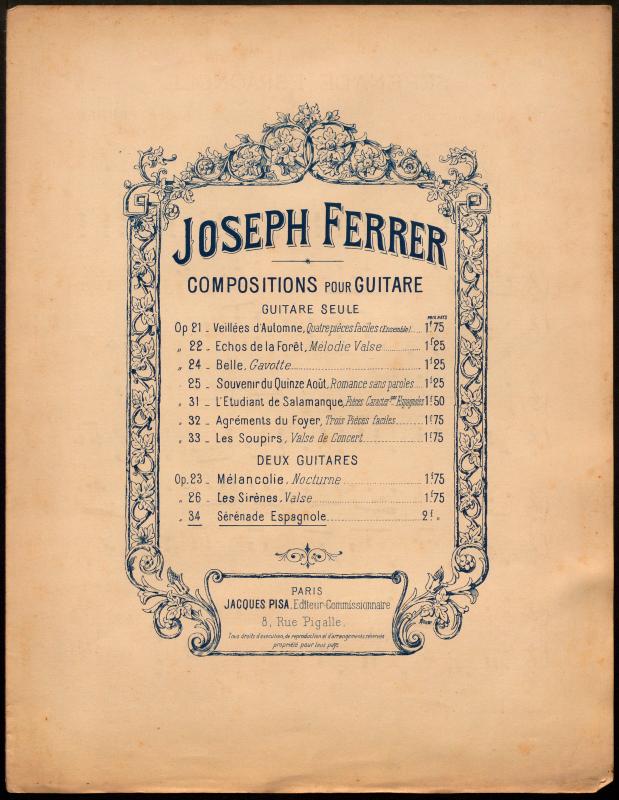 JOSEPH FERRER
COMPOSITIONS POUR GUITARE
GUITARE SEULE
PRIX NETS
Op 21 _ Veillées d'Automne, Quatre pièces faciles (Ensemble) .... 1f75
„ 22 _ Echos de la Forêt, Mélodie Valse .......... 1f25
„ 24 _ Belle, Gavotte .......... 1f25
25 _ Souvenir du Quinze Août, Romance sans paroles .... 1f25
„ 31 _ L'Etudiant de Salamanque, Pièces Caracter.ques Espagnoles 1f50
„ 32 _ Agréments du Foyer, Trois Pièces faciles ....... 1f75
„ 33 _ Les Soupirs, Valse de Concert .......... 1f75
DEUX GUITARES
Op. 23 _ Mélancolie, Nocturne .......... 1f75
„ 26 _ Les Sirènes, Valse .......... 1f75
„ 34 Sérénade Espagnole .......... 2f „
PARIS
JACQUES PISA, Editeur-Commissionnaire
8, Rue Pigalle.
Tous droits d'exécution, de reproduction et d'arrangements réservés
propriété pour tous pays